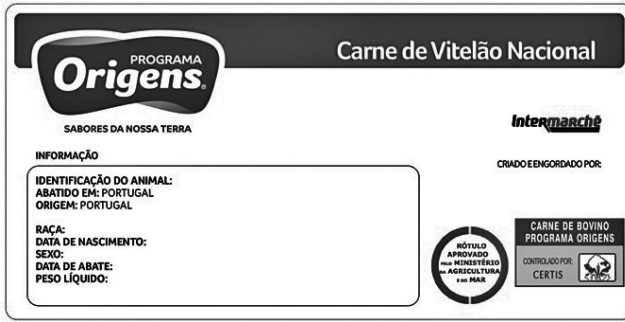 PROGRAMA
Origens®
SABORES DA NOSSA TERRA
Carne de Vitelão Nacional
Intermarchē
INFORMAÇÃO
CRIADO E ENGORDADO POR:
IDENTIFICAÇÃO DO ANIMAL:
ABATIDO EM: PORTUGAL
ORIGEM: PORTUGAL
RAÇA:
DATA DE NASCIMENTO:
SEXO:
DATA DE ABATE:
PESO LÍQUIDO:
RÓTULO
APROVADO
PELO MINISTÉRIO
DA AGRICULTURA
E DO MAR
CARNE DE BOVINO
PROGRAMA ORIGENS
CONTROLADO POR:
CERTIS